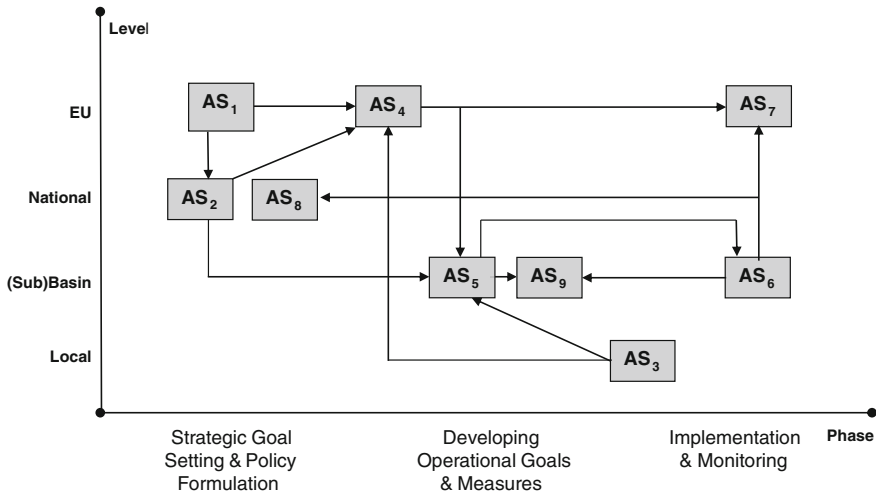 Level
EU
AS1
AS4
AS7
National
AS2
AS8
(Sub)Basin
AS5
AS9
AS6
Local
AS3
Strategic Goal
Setting & Policy
Formulation
Developing
Operational Goals
& Measures
Implementation
& Monitoring
Phase